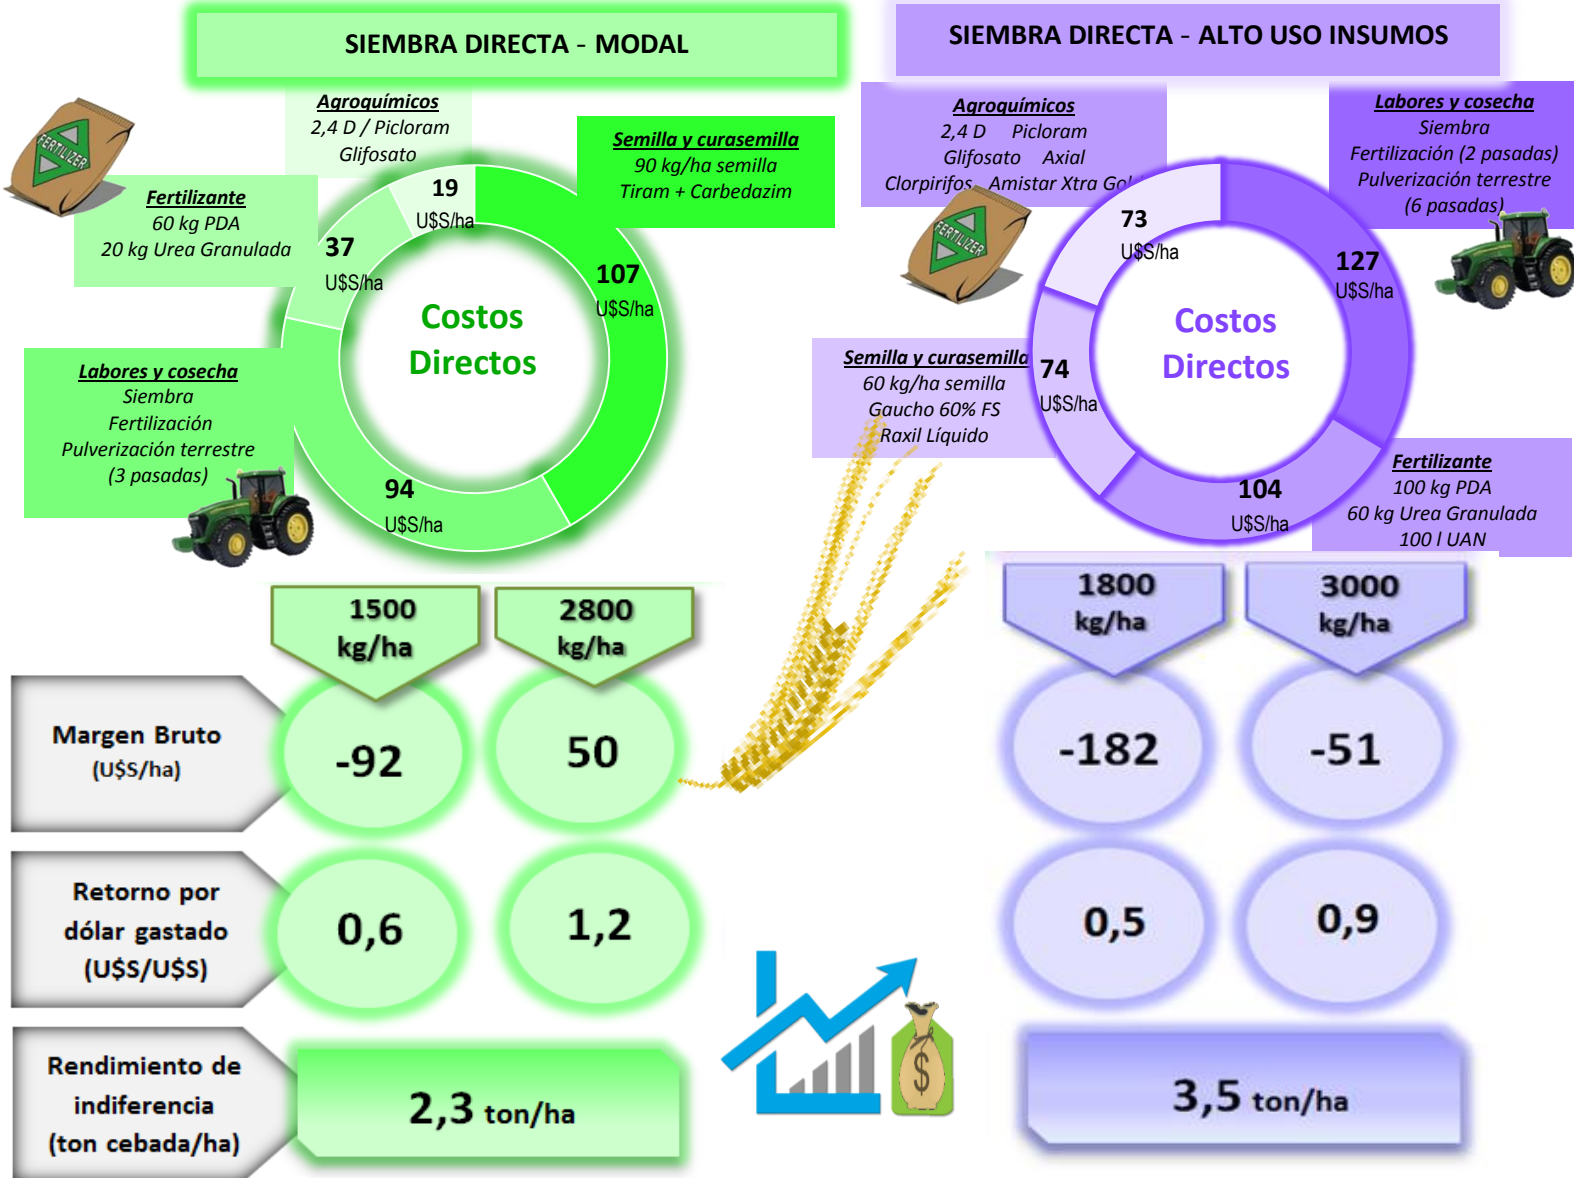 SIEMBRA DIRECTA - MODAL
Agroquímicos
2,4 D / Picloram
Glifosato
Semilla y curasemilla
90 kg/ha semilla
Tiram + Carbedazim
FERTILIZER
Fertilizante
60 kg PDA
20 kg Urea Granulada
19
U$S/ha
37
U$S/ha
107
U$S/ha
Costos
Directos
Labores y cosecha
Siembra
Fertilización
Pulverización terrestre
(3 pasadas)
94
U$S/ha
SIEMBRA DIRECTA - ALTO USO INSUMOS
Agroquímicos
2,4 D Picloram
Glifosato Axial
Clorpirifos Amistar Xtra
Labores y cosecha
Siembra
Fertilización (2 pasadas)
Pulverización terrestre
(6 pasadas)
FERTILIZER
73
U$S/ha
127
U$S/ha
Costos
Directos
Semilla y curasemilla
60 kg/ha semilla
Gaucho 60% FS
Raxil Líquido
74
U$S/ha
104
U$S/ha
Fertilizante
100 kg PDA
60 kg Urea Granulada
100 l UAN
1500
kg/ha
2800
kg/ha
1800
kg/ha
3000
kg/ha
Margen Bruto
(U$S/ha)
-92
50
-182
-51
Retorno por
dólar gastado
(U$S/U$S)
0,6
1,2
0,5
0,9
Rendimiento de
indiferencia
(ton cebada/ha)
2,3 ton/ha
$
3,5 ton/ha